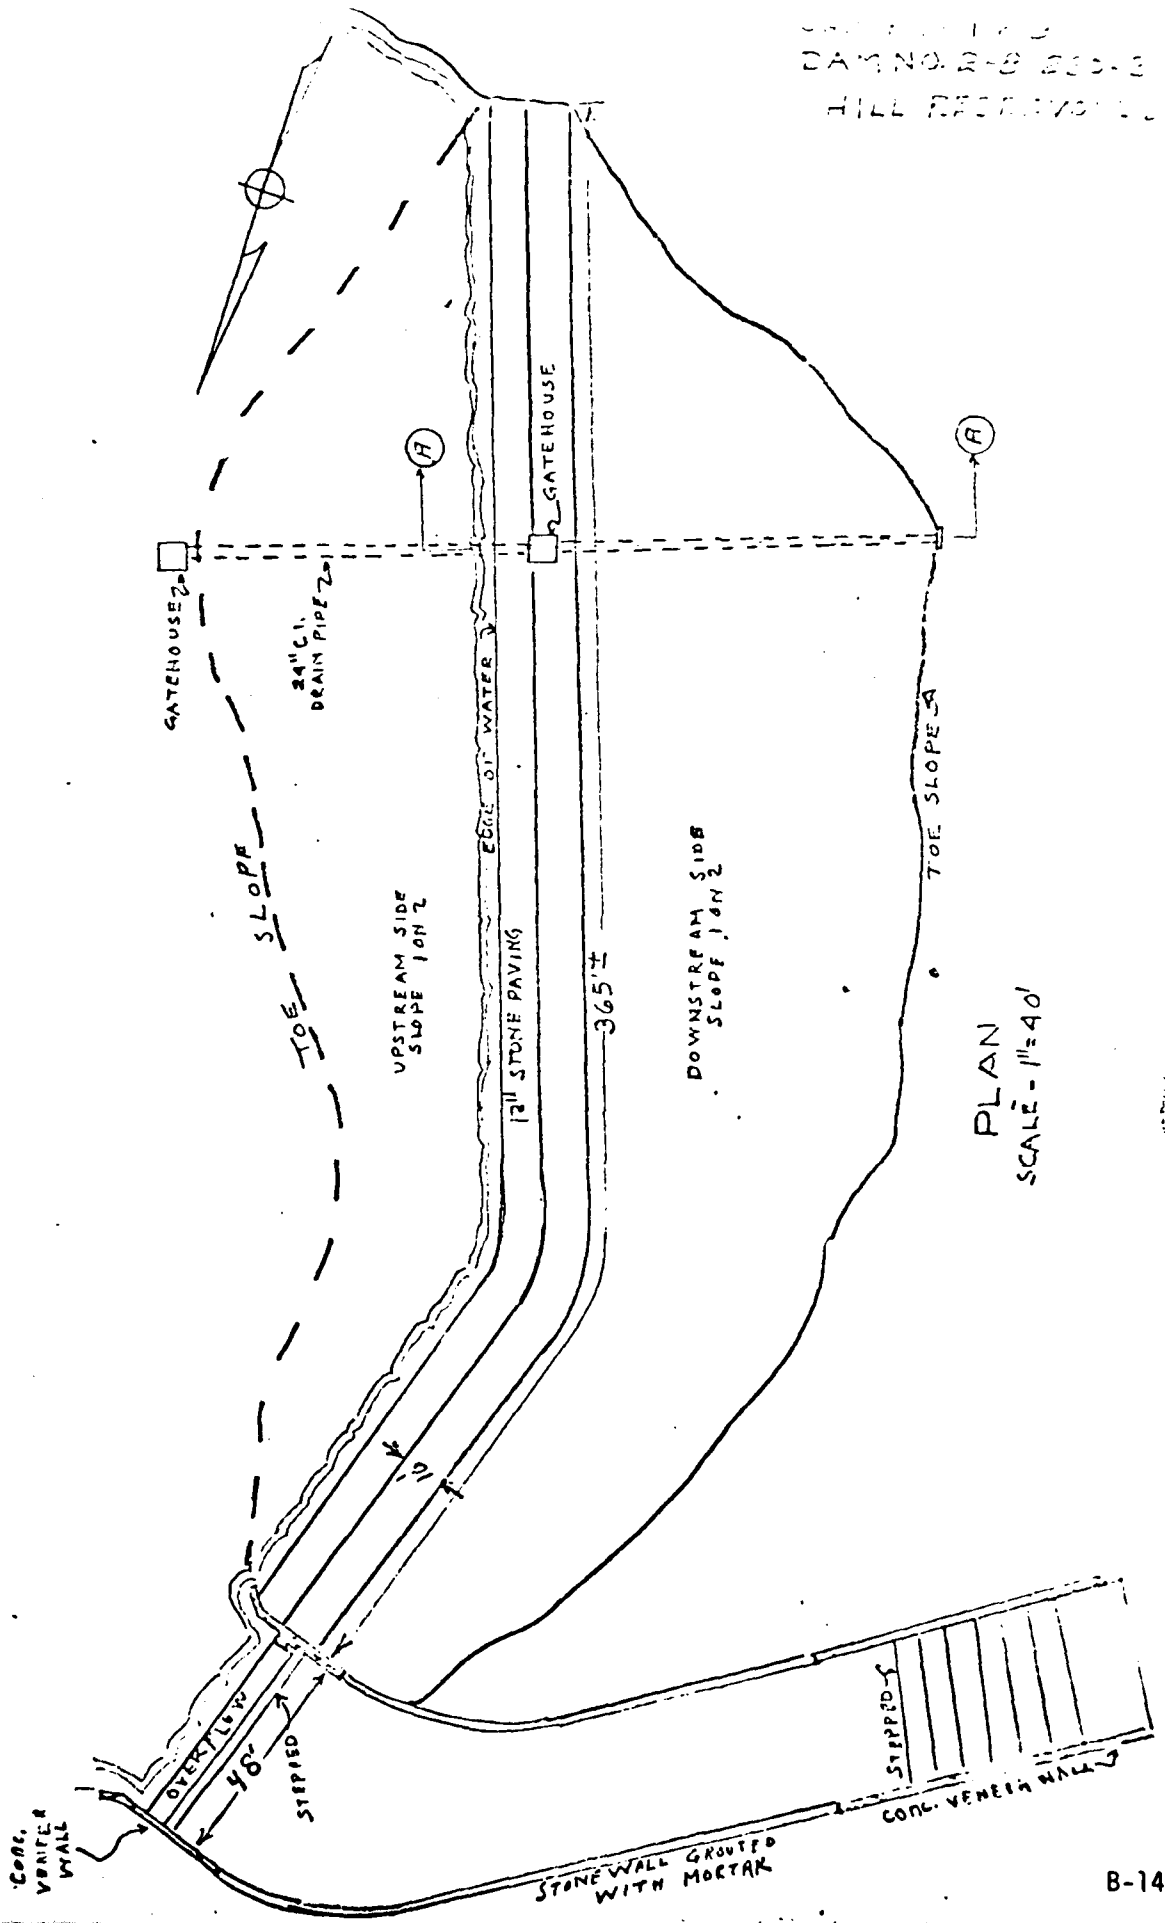 DAM NO. 2-B
HILL
A
A
GATEHOUSE
GATEHOUSE
24" C.I.
DRAIN PIPE
EDGE OF WATER
TOE SLOPE
TOE SLOPE
UPSTREAM SIDE
SLOPE 1 ON 2
12" STONE PAVING
365'±
DOWNSTREAM SIDE
SLOPE 1 ON 2
PLAN
SCALE - 1"=40'
OVERFLOW
48'
STEPPED
STEPPED
CONC.
VENEER
WALL
CONC. VENEER WALL
STONE WALL GROUTED
WITH MORTAR
B-14